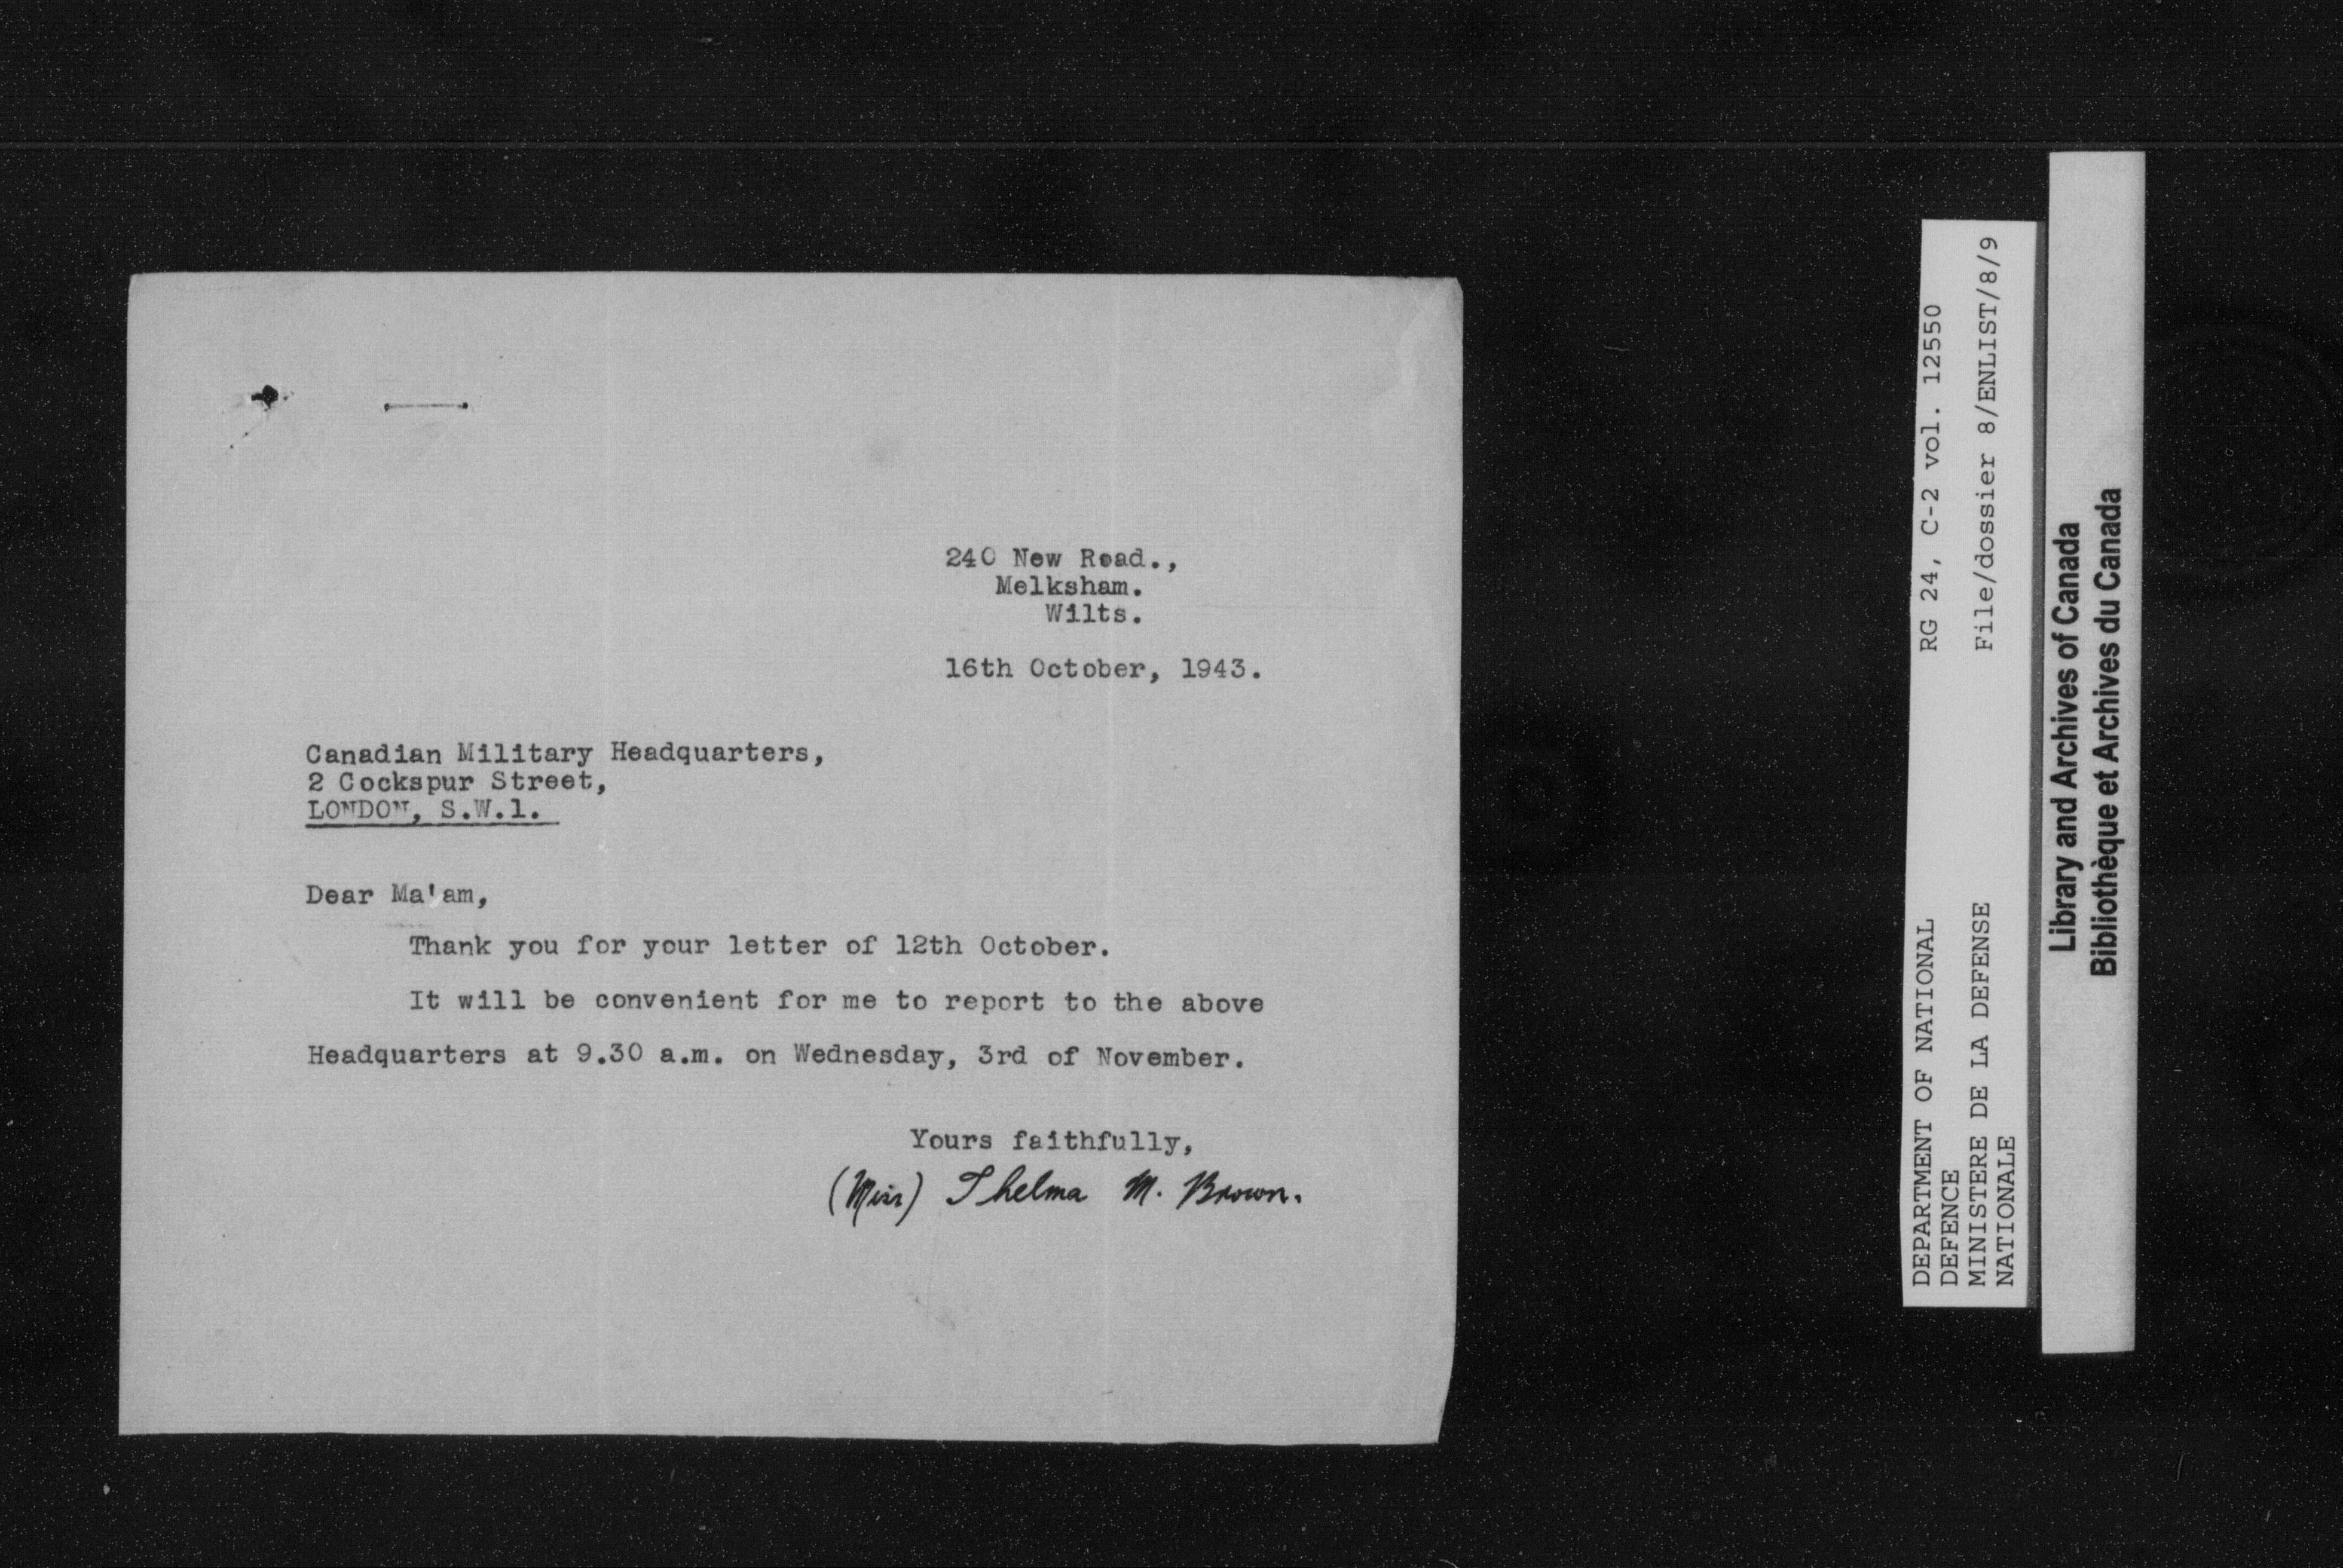 240 New Road.,
Melksham.
Wilts.
16th October, 1943.
Canadian Military Headquarters,
2 Cockspur Street,
LONDON, S.W.1.
Dear Ma'am,
Thank you for your letter of 12th October.
It will be convenient for me to report to the above
Headquarters at 9.30 a.m. on Wednesday, 3rd of November.
Yours faithfully,
(Miss) Thelma M. Brown.
DEPARTMENT OF NATIONAL
DEFENCE
MINISTERE DE LA DEFENSE
NATIONALE
RG 24, C-2 vol. 12550
File/dossier 8/ENLIST/8/9
Library and Archives of Canada
Bibliothèque et Archives du Canada